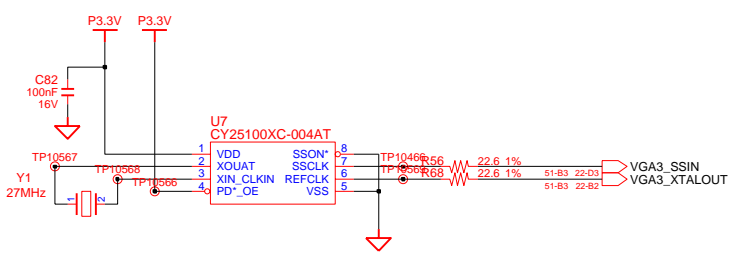 P3.3V P3.3V
C82
100nF
16V
U7
CY25100XC-004AT
TP10567
TP10568
TP10566
Y1
27MHz
1 2
1 VDD
2 XOUAT
3 XIN_CLKIN
4 PD*_OE
SSON* 8
SSCLK 7
REFCLK 6
VSS 5
TP10466
R56 22.6 1%
TP10569
R68 22.6 1%
51-B3 22-D3
VGA3_SSIN
51-B3 22-B2
VGA3_XTALOUT